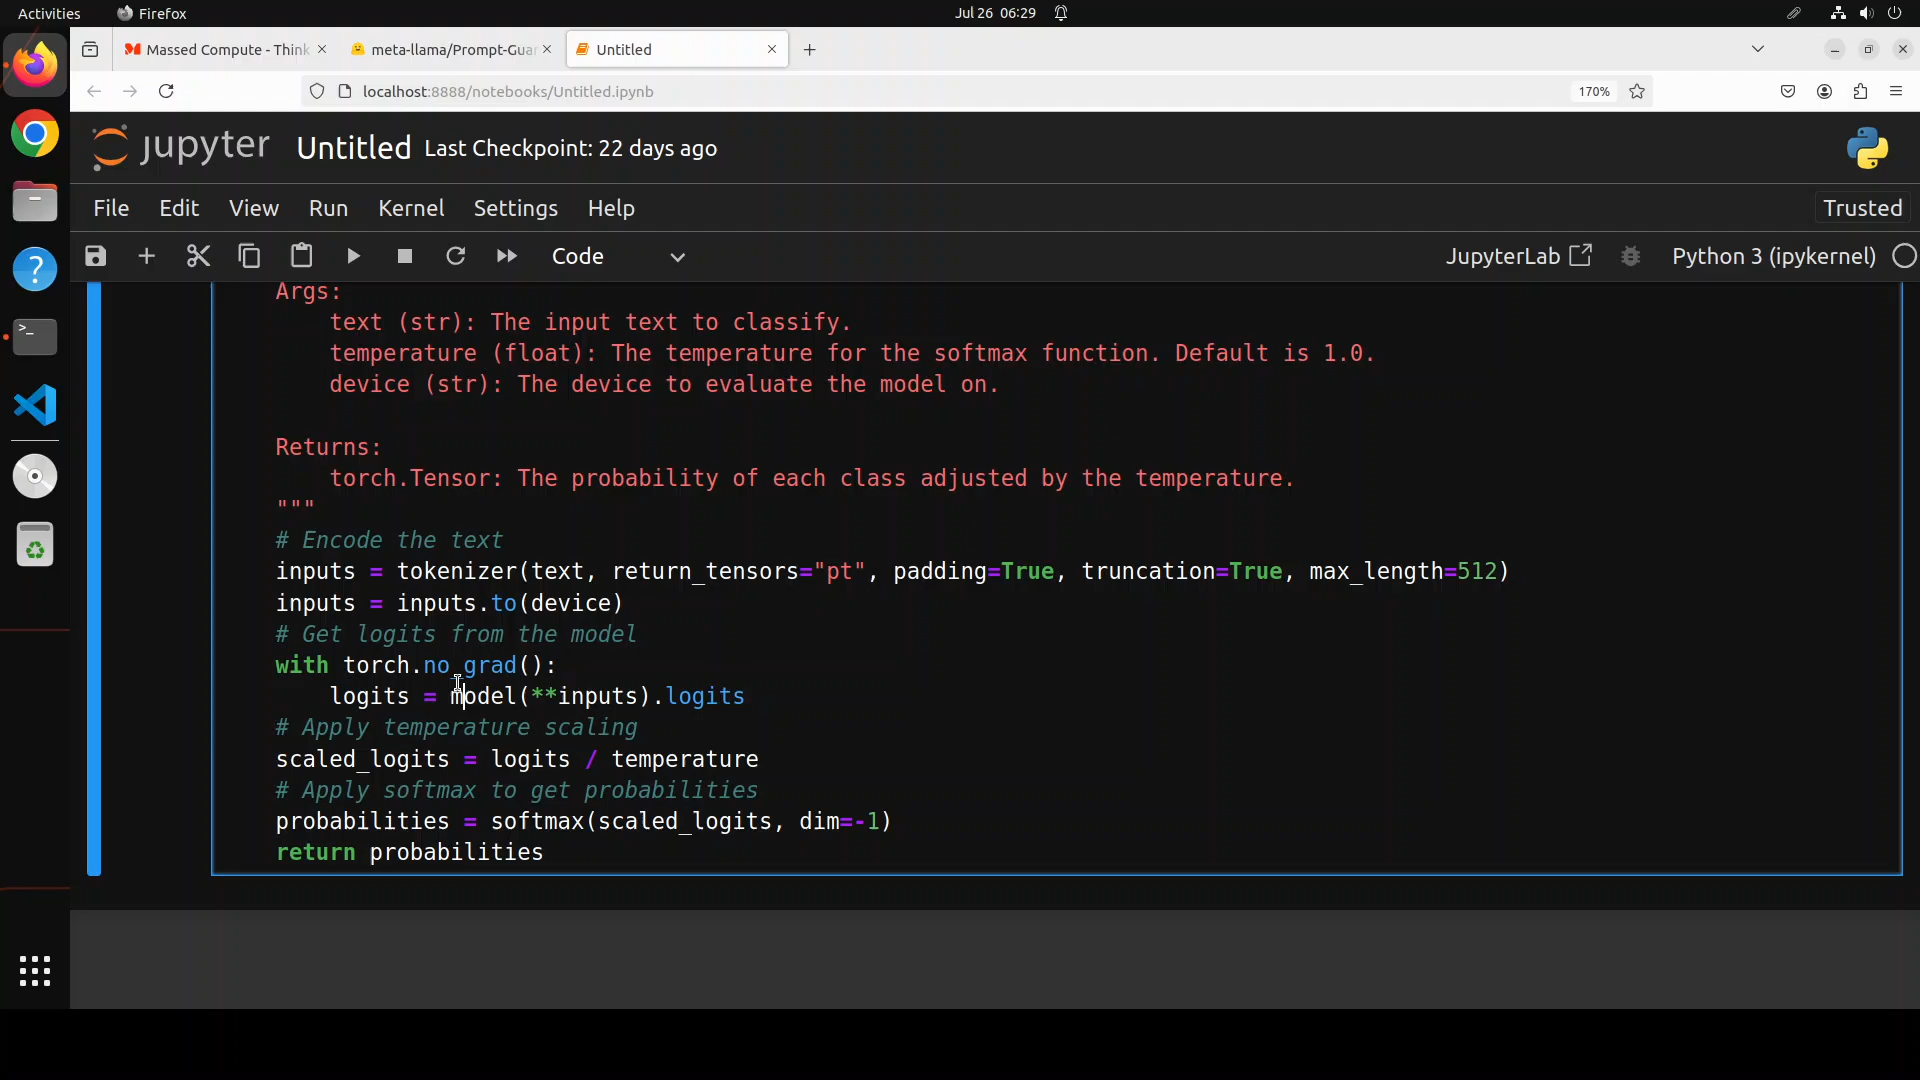 Activities Firefox Jul 26 06:29
Massed Compute - Think meta-llama/Prompt-Gua Untitled
localhost:8888/notebooks/Untitled.ipynb 170%
jupyter Untitled Last Checkpoint: 22 days ago
File Edit View Run Kernel Settings Help Trusted
Code JupyterLab Python 3 (ipykernel)
Args:
text (str): The input text to classify.
temperature (float): The temperature for the softmax function. Default is 1.0.
device (str): The device to evaluate the model on.
Returns:
torch.Tensor: The probability of each class adjusted by the temperature.
"""
# Encode the text
inputs = tokenizer(text, return_tensors="pt", padding=True, truncation=True, max_length=512)
inputs = inputs.to(device)
# Get logits from the model
with torch.no_grad():
logits = model(**inputs).logits
# Apply temperature scaling
scaled_logits = logits / temperature
# Apply softmax to get probabilities
probabilities = softmax(scaled_logits, dim=-1)
return probabilities